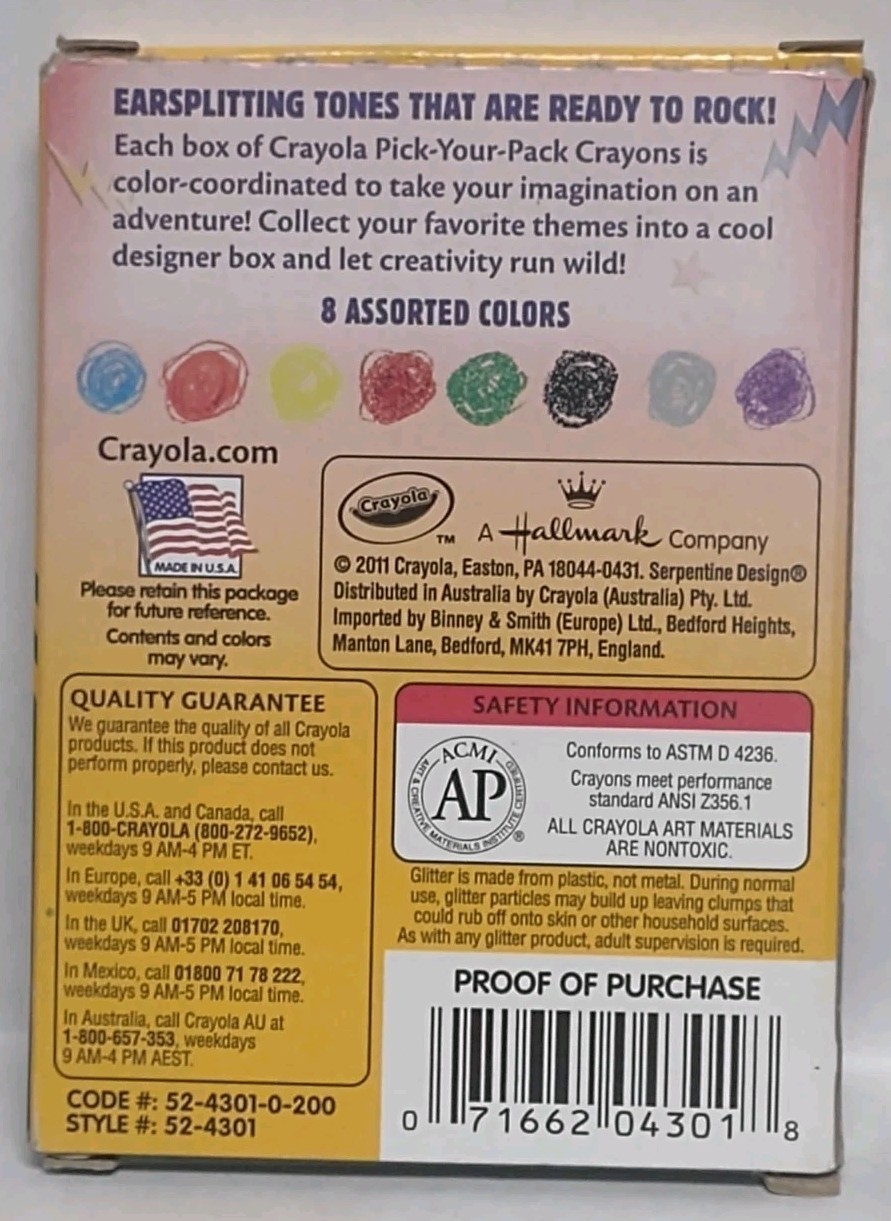 EARSPLITTING TONES THAT ARE READY TO ROCK!
Each box of Crayola Pick-Your-Pack Crayons is
color-coordinated to take your imagination on an
adventure! Collect your favorite themes into a cool
designer box and let creativity run wild!
8 ASSORTED COLORS
Crayola.com
MADE IN U.S.A.
Please retain this package
for future reference.
Contents and colors
may vary.
Crayola ™
A Hallmark Company
© 2011 Crayola, Easton, PA 18044-0431. Serpentine Design®
Distributed in Australia by Crayola (Australia) Pty. Ltd.
Imported by Binney & Smith (Europe) Ltd., Bedford Heights,
Manton Lane, Bedford, MK41 7PH, England.
QUALITY GUARANTEE
We guarantee the quality of all Crayola
products. If this product does not
perform properly, please contact us.
In the U.S.A. and Canada, call
1-800-CRAYOLA (800-272-9652),
weekdays 9 AM-4 PM ET.
In Europe, call +33 (0) 1 41 06 54 54,
weekdays 9 AM-5 PM local time.
In the UK, call 01702 208170,
weekdays 9 AM-5 PM local time.
In Mexico, call 01800 71 78 222,
weekdays 9 AM-5 PM local time.
In Australia, call Crayola AU at
1-800-657-353, weekdays
9 AM-4 PM AEST.
CODE #: 52-4301-0-200
STYLE #: 52-4301
SAFETY INFORMATION
ACMI
AP
ART & CREATIVE MATERIALS INSTITUTE CERTIFIED ®
Conforms to ASTM D 4236.
Crayons meet performance
standard ANSI Z356.1
ALL CRAYOLA ART MATERIALS
ARE NONTOXIC.
Glitter is made from plastic, not metal. During normal
use, glitter particles may build up leaving clumps that
could rub off onto skin or other household surfaces.
As with any glitter product, adult supervision is required.
PROOF OF PURCHASE
0 71662 04301 8